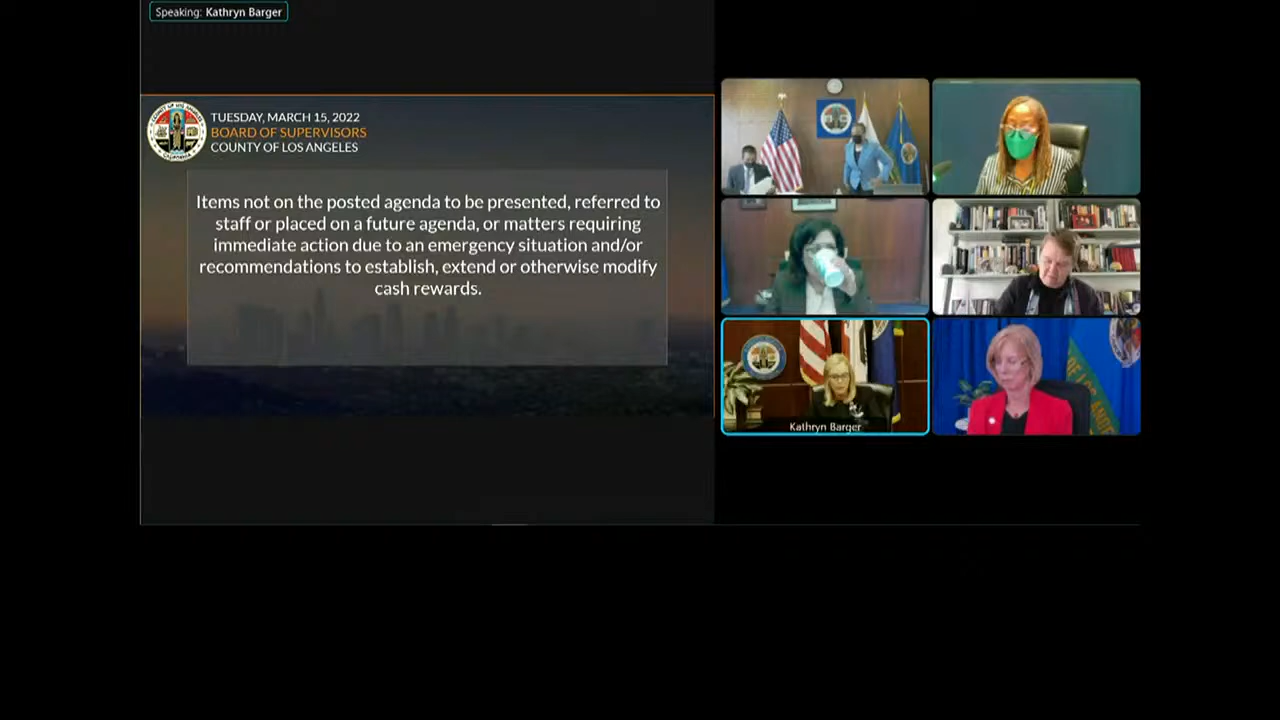 Speaking: Kathryn Barger
TUESDAY, MARCH 15, 2022
BOARD OF SUPERVISORS
COUNTY OF LOS ANGELES
Items not on the posted agenda to be presented, referred to
staff or placed on a future agenda, or matters requiring
immediate action due to an emergency situation and/or
recommendations to establish, extend or otherwise modify
cash rewards.
Kathryn Barger